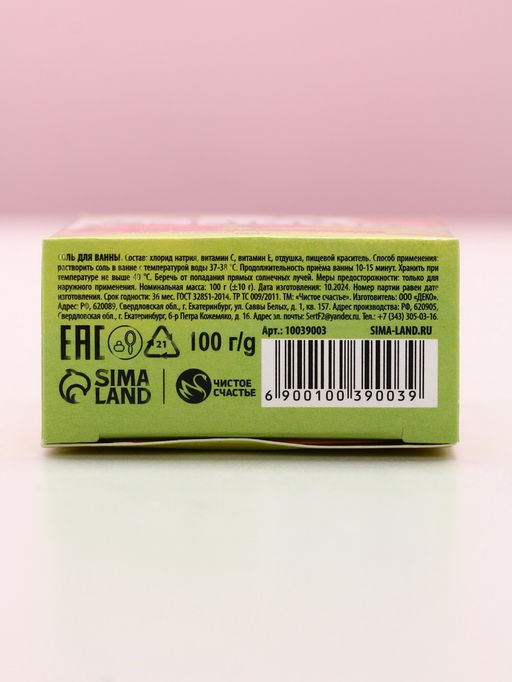 СОЛЬ ДЛЯ ВАННЫ. Состав: хлорид натрия, витамин С, витамин Е, отдушка, пищевой краситель. Способ применения:
растворить соль в ванне с температурой воды 37-38 °С. Продолжительность приёма ванны 10-15 минут. Хранить при
температуре не выше 40 °С. Беречь от попадания прямых солнечных лучей. Меры предосторожности: только для
наружного применения. Номинальная масса: 100 г (±10 г). Дата изготовления: 10.2024. Номер партии равен дате
изготовления. Срок годности: 36 мес. ГОСТ 32851-2014. ТР ТС 009/2011. ТМ: «Чистое счастье». Изготовитель: ООО «ДЕКО».
Адрес: РФ, 620089, Свердловская обл., г. Екатеринбург, ул. Саввы Белых, д. 1, кв. 157. Адрес производства: РФ, 620905,
Свердловская обл., г. Екатеринбург, б-р Петра Кожемяко, д. 16. Адрес эл. почты: SertF2@yandex.ru. Тел.: +7 (343) 305-03-16.
Арт.: 10039003 SIMA-LAND.RU
EAC 21 100 г/g
SIMA LAND
ЧИСТОЕ СЧАСТЬЕ
6 900100 390039